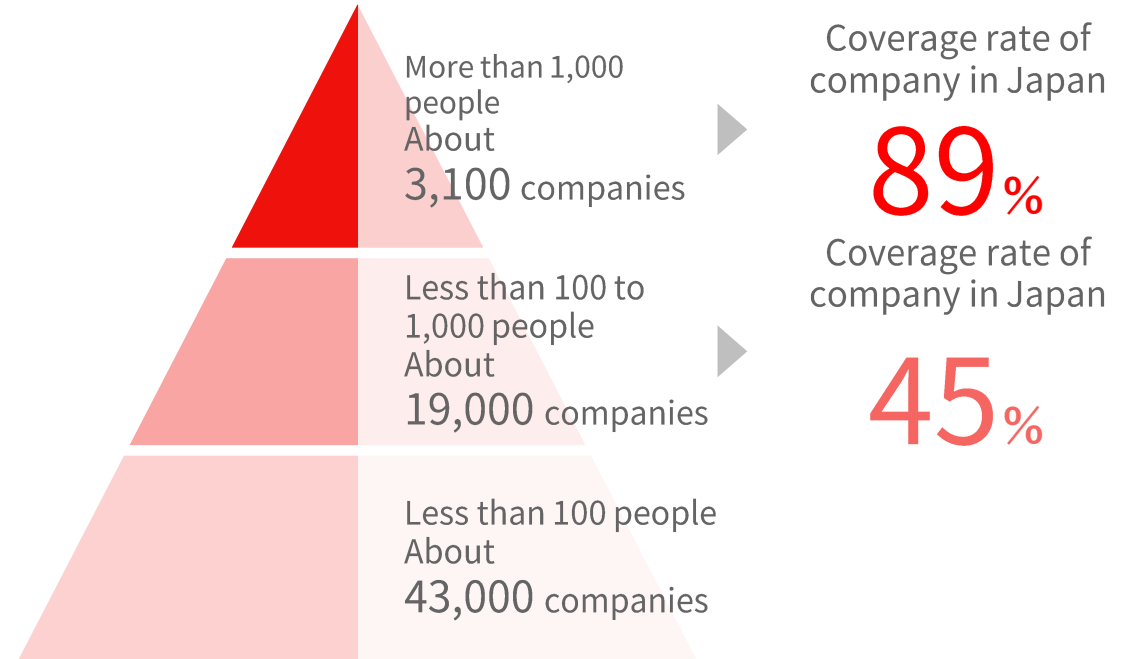 More than 1,000
people
About
3,100 companies
Coverage rate of
company in Japan
89%
Less than 100 to
1,000 people
About
19,000 companies
Coverage rate of
company in Japan
45%
Less than 100 people
About
43,000 companies